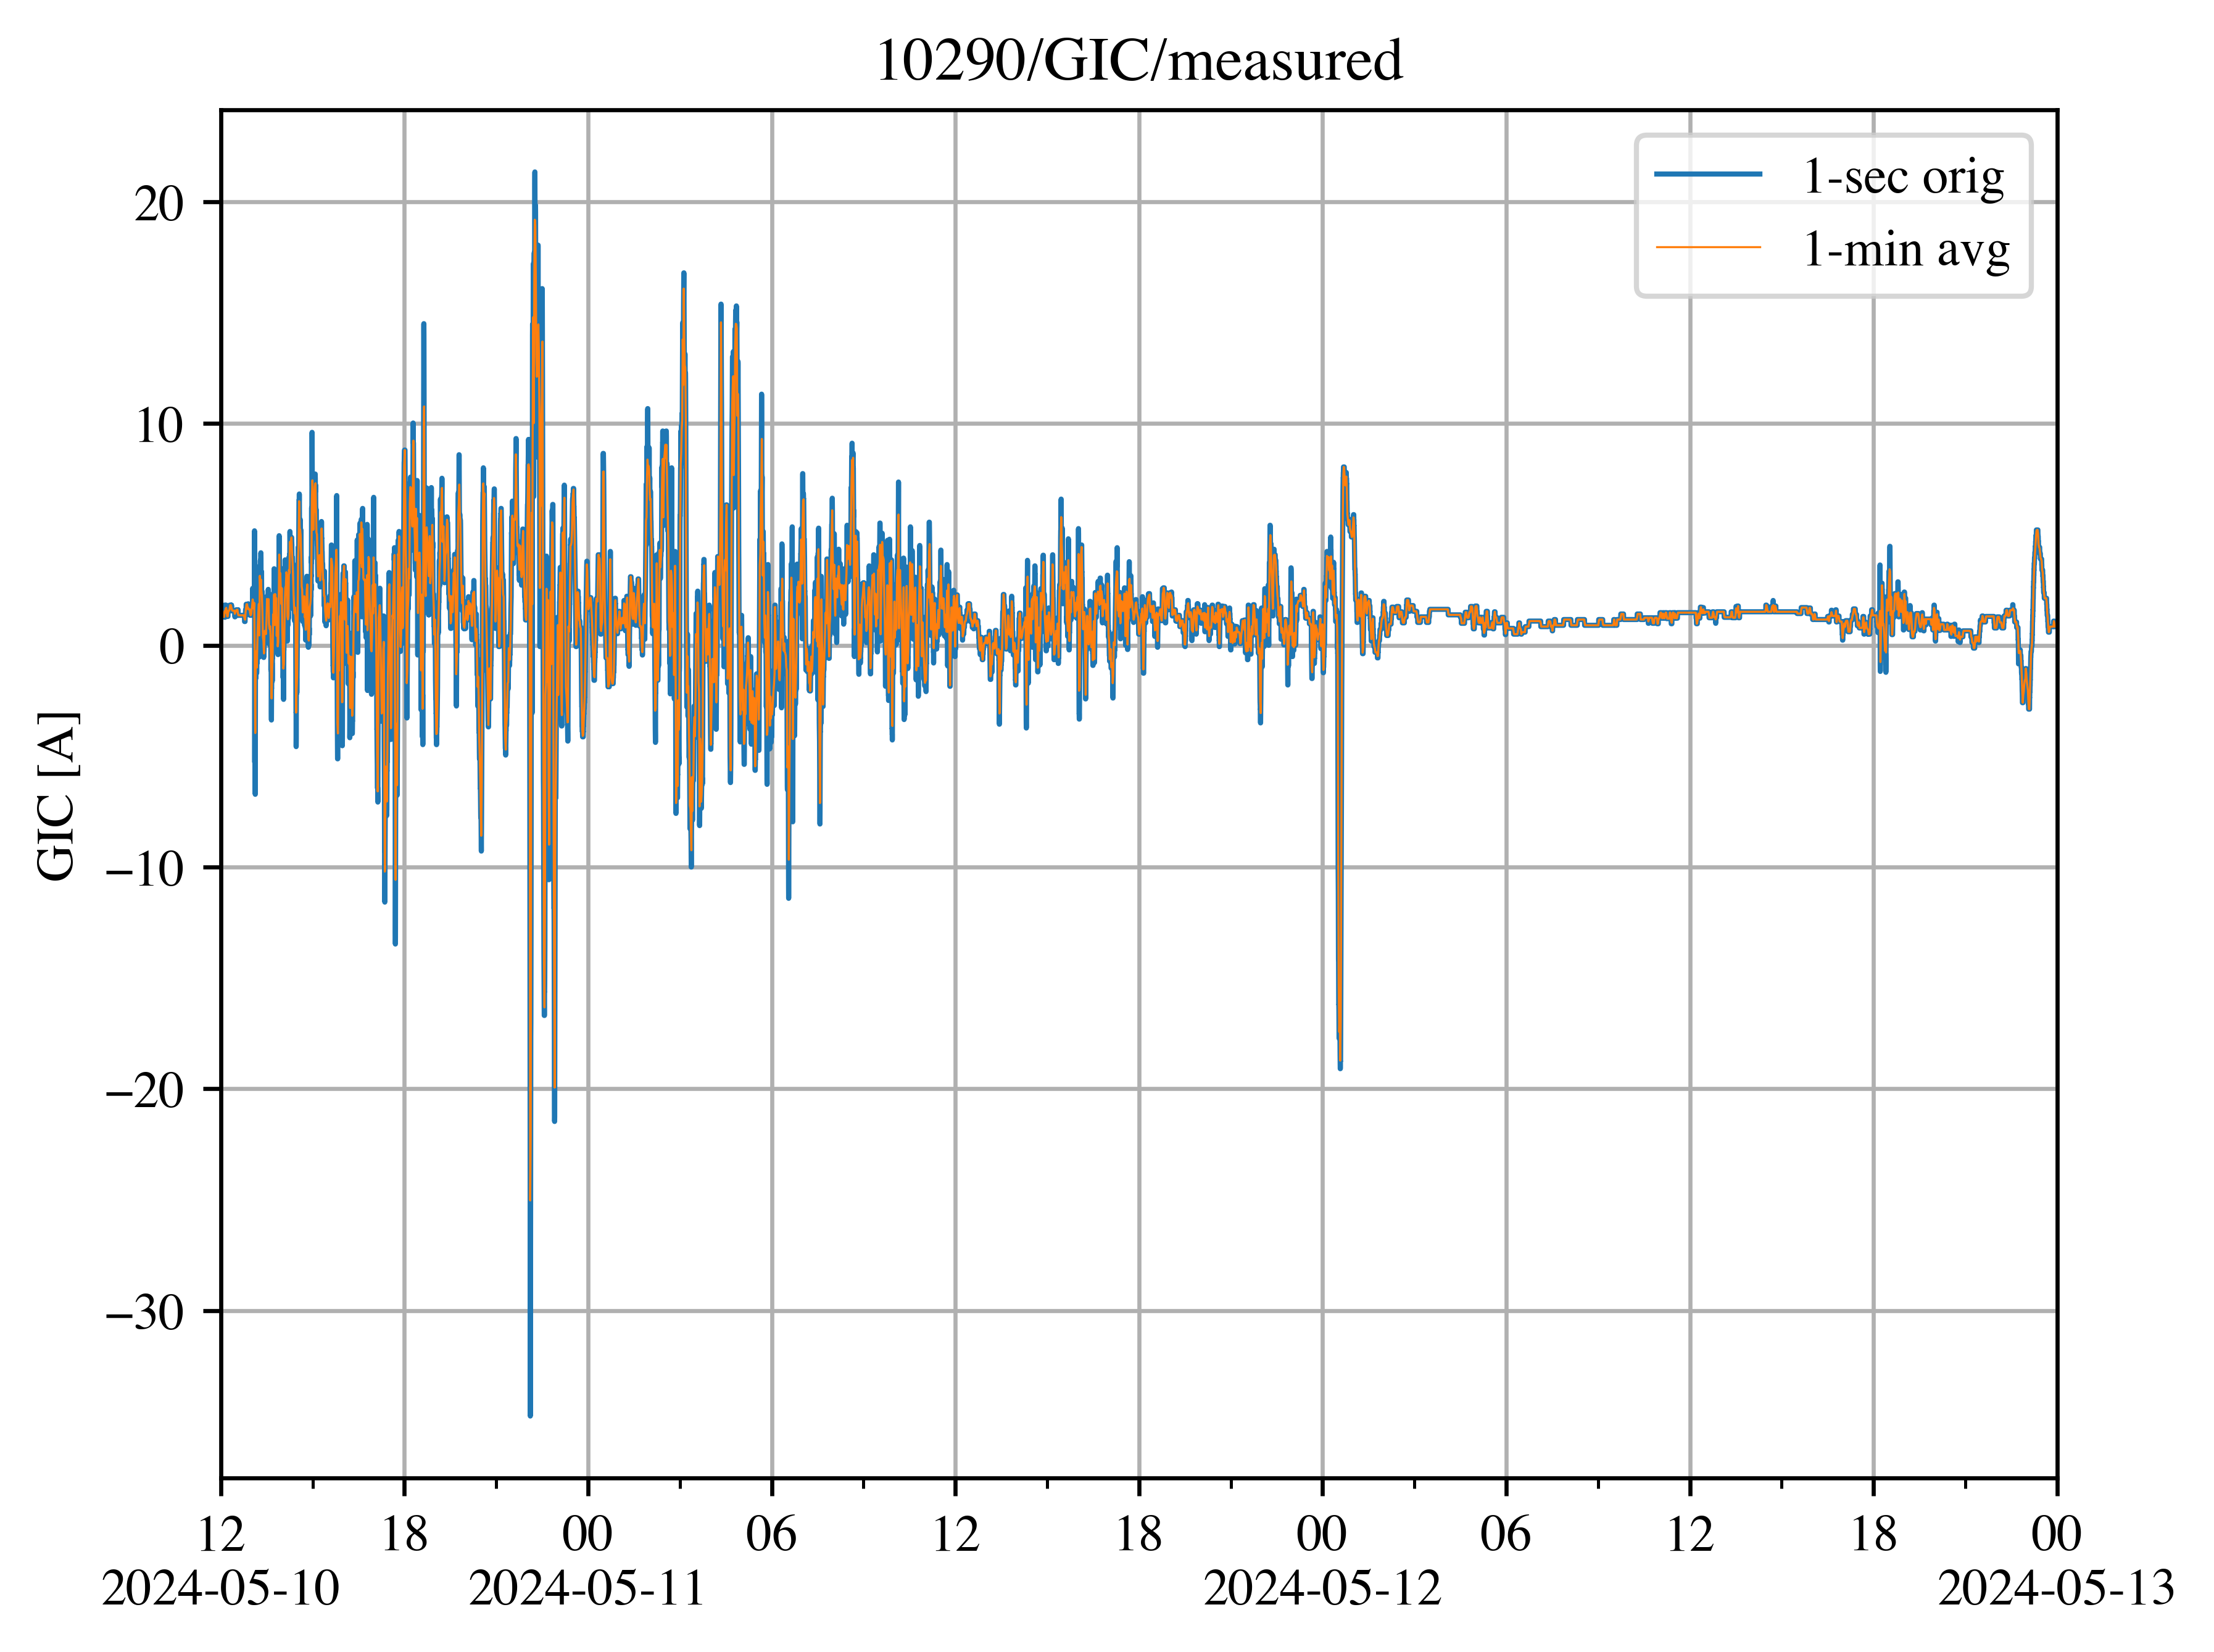 10290/GIC/measured
1-sec orig
1-min avg
20
10
0
−10
−20
−30
GIC [A]
12 18 00 06 12 18 00 06 12 18 00
2024-05-10 2024-05-11 2024-05-12 2024-05-13